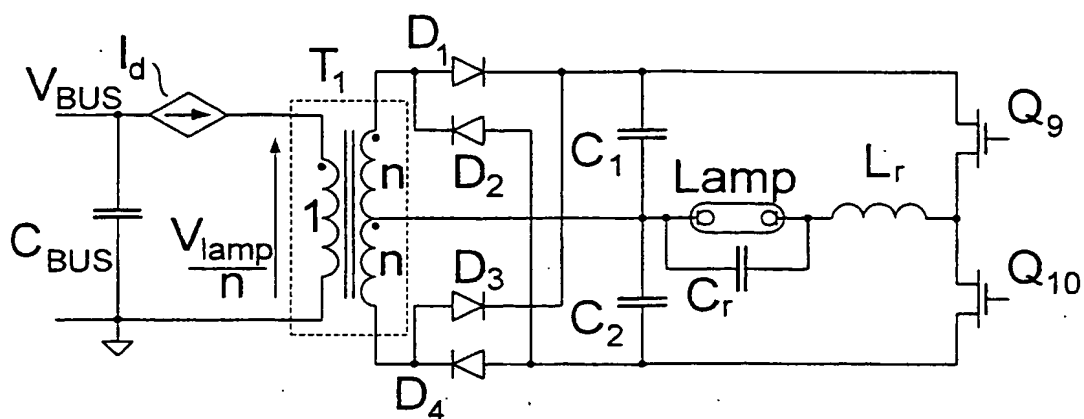 V_BUS
I_d
T_1
D_1
D_2
D_3
D_4
n
n
1
C_BUS
V_lamp
n
C_1
C_2
Lamp
C_r
L_r
Q_9
Q_10